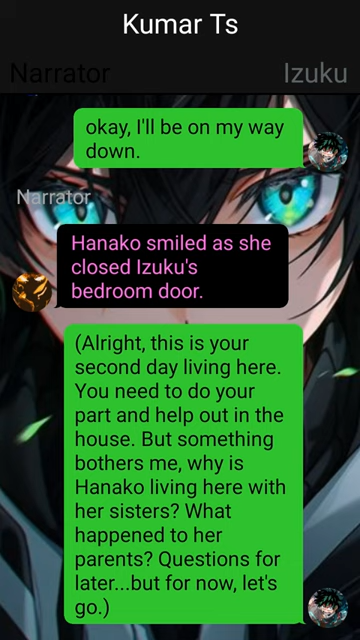 Kumar Ts
Narrator
Izuku
okay, I'll be on my way
down.
Narrator
Hanako smiled as she
closed Izuku's
bedroom door.
(Alright, this is your
second day living here.
You need to do your
part and help out in the
house. But something
bothers me, why is
Hanako living here with
her sisters? What
happened to her
parents? Questions for
later...but for now, let's
go.)